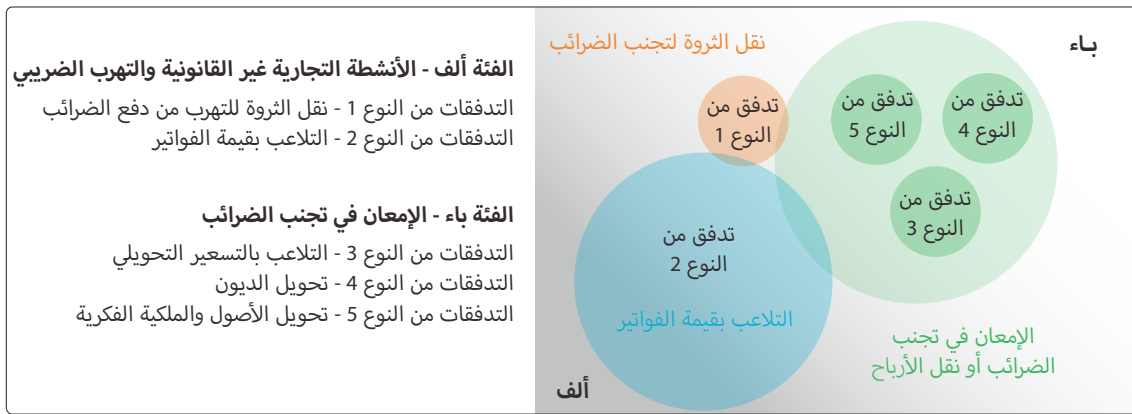 الفئة ألف - الأنشطة التجارية غير القانونية والتهرب الضريبي
التدفقات من النوع 1 - نقل الثروة للتهرب من دفع الضرائب
التدفقات من النوع 2 - التلاعب بقيمة الفواتير
الفئة باء - الإمعان في تجنب الضرائب
التدفقات من النوع 3 - التلاعب بالتسعير التحويلي
التدفقات من النوع 4 - تحويل الديون
التدفقات من النوع 5 - تحويل الأصول والملكية الفكرية
باء
نقل الثروة لتجنب الضرائب
تدفق من
النوع 4
تدفق من
النوع 5
تدفق من
النوع 1
تدفق من
النوع 3
تدفق من
النوع 2
التلاعب بقيمة الفواتير
الإمعان في تجنب
الضرائب أو نقل الأرباح
ألف